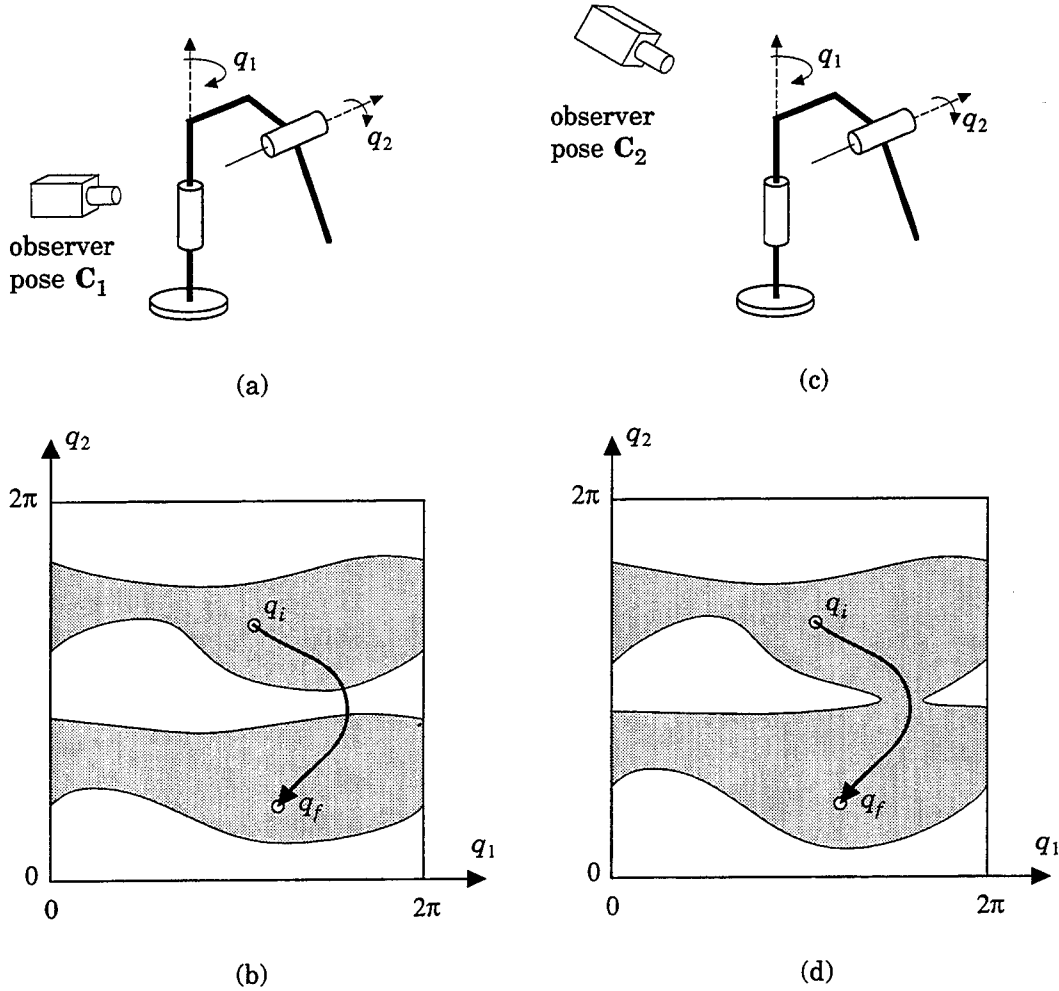 q1
q2
observer
pose C1
(a)
q1
q2
observer
pose C2
(c)
q2
2π
qi
qf
q1
0
0
2π
(b)
q2
2π
qi
qf
q1
0
0
2π
(d)